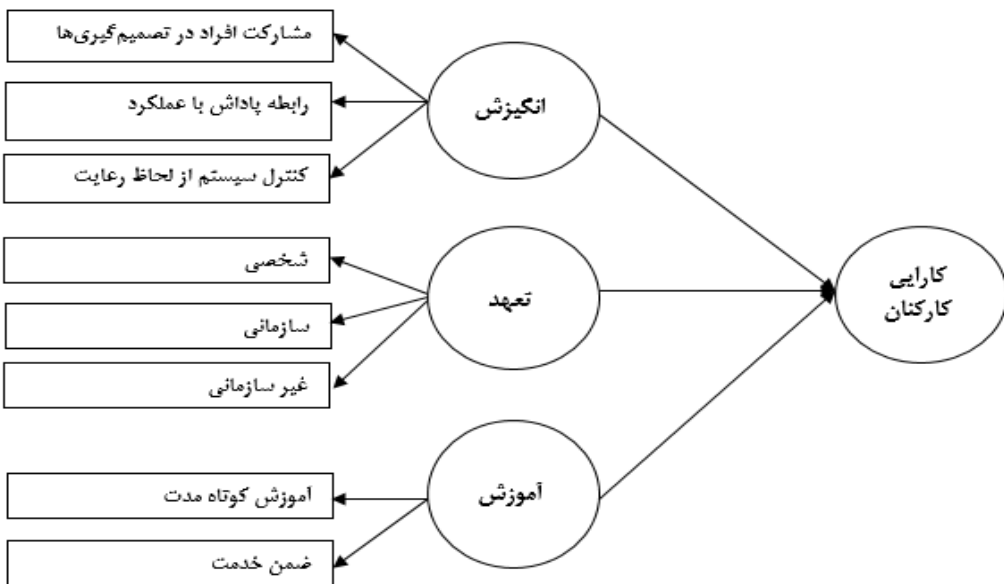 مشارکت افراد در تصمیم‌گیری‌ها
رابطه پاداش با عملکرد
کنترل سیستم از لحاظ رعایت
انگیزش
شخصی
سازمانی
غیر سازمانی
تعهد
کارایی
کارکنان
آموزش کوتاه مدت
ضمن خدمت
آموزش